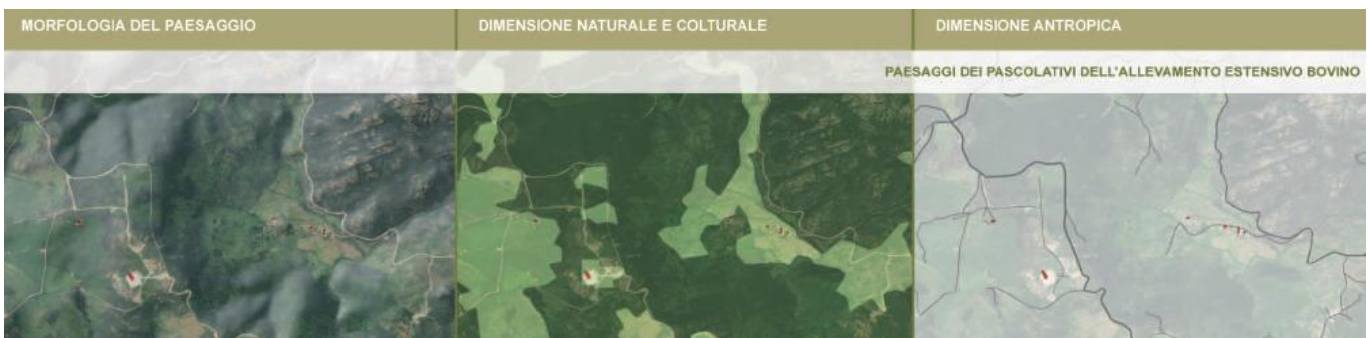 MORFOLOGIA DEL PAESAGGIO
DIMENSIONE NATURALE E COLTURALE
DIMENSIONE ANTROPICA
PAESAGGI DEI PASCOLATIVI DELL'ALLEVAMENTO ESTENSIVO BOVINO